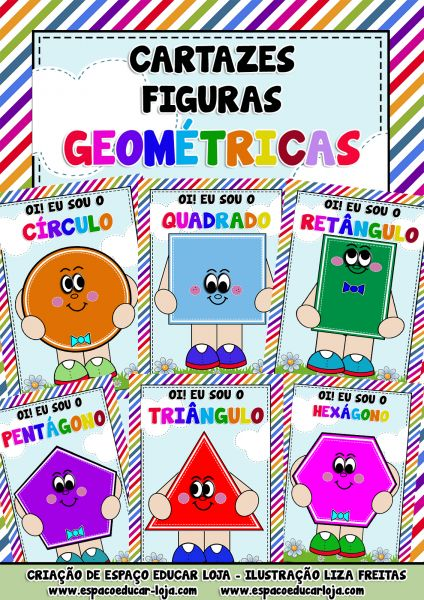 CARTAZES
FIGURAS
GEOMÉTRICAS
OI! EU SOU O
CÍRCULO
OI! EU SOU O
QUADRADO
OI! EU SOU O
RETÂNGULO
OI! EU SOU O
PENTÁGONO
OI! EU SOU O
TRIÂNGULO
OI! EU SOU O
HEXÁGONO
CRIAÇÃO DE ESPAÇO EDUCAR LOJA - ILUSTRAÇÃO LIZA FREITAS
www.espacoeducar-loja.com www.espacoeducarloja.com